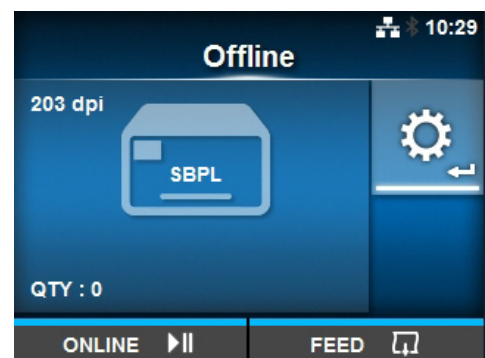 10:29
Offline
203 dpi
SBPL
QTY : 0
ONLINE
FEED